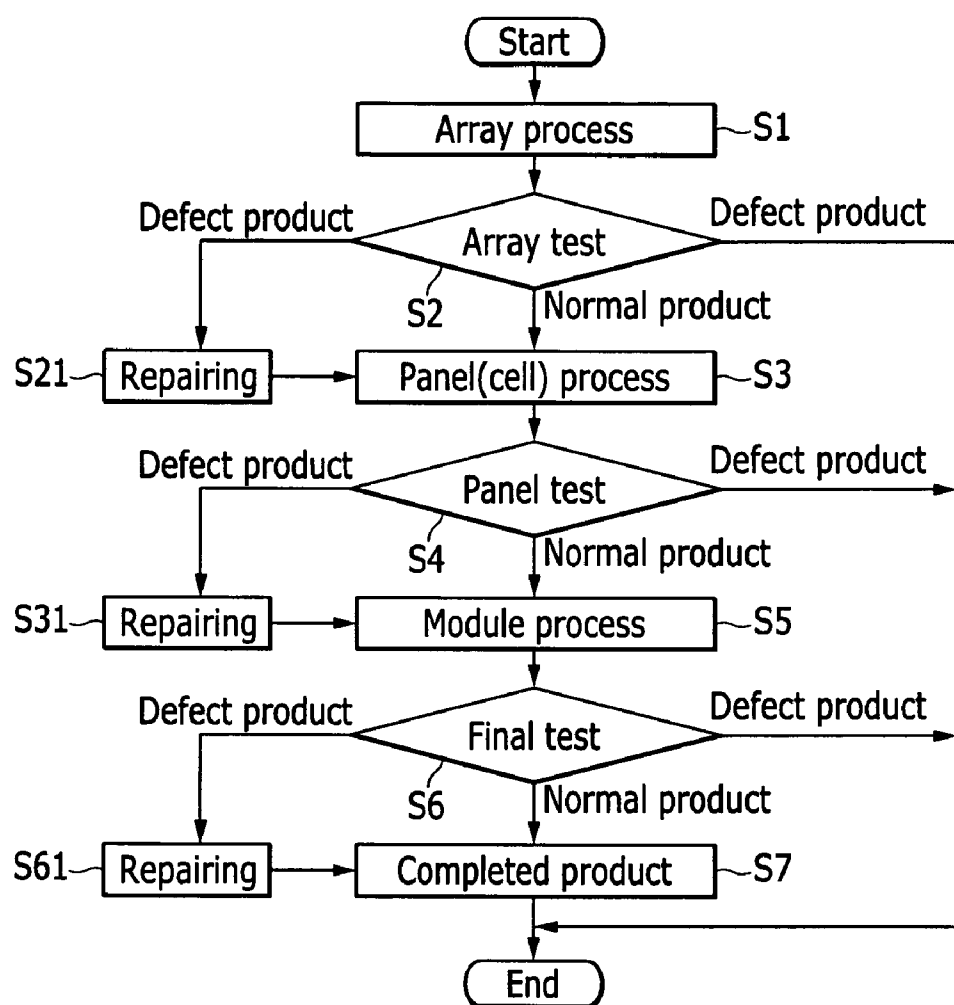 Start
Array process
S1
Defect product
Defect product
Array test
S2
Normal product
S21
Repairing
Panel(cell) process
S3
Defect product
Defect product
Panel test
S4
Normal product
S31
Repairing
Module process
S5
Defect product
Defect product
Final test
S6
Normal product
S61
Repairing
Completed product
S7
End